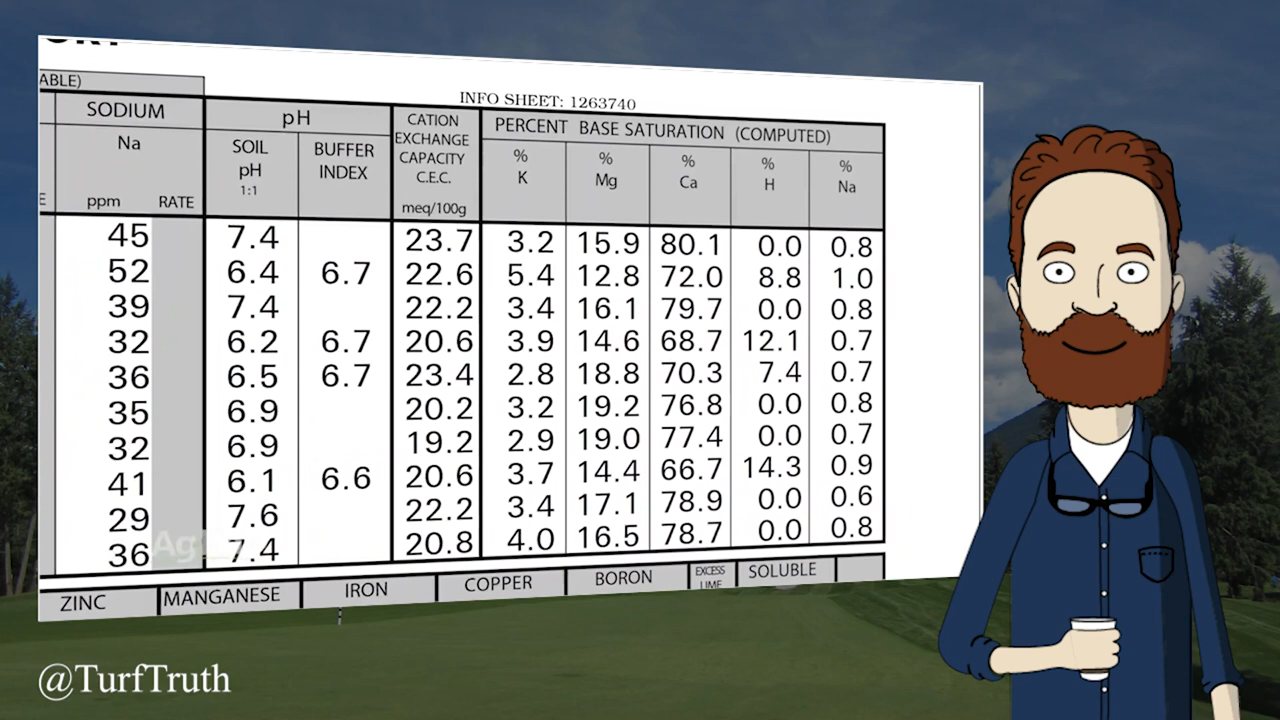 ABLE)
INFO SHEET: 1263740
SODIUM
pH
CATION
EXCHANGE
CAPACITY
C.E.C.
meq/100g
PERCENT BASE SATURATION (COMPUTED)
Na
ppm RATE
SOIL
pH
1:1
BUFFER
INDEX
%
K
%
Mg
%
Ca
%
H
%
Na
45 7.4 23.7 3.2 15.9 80.1 0.0 0.8
52 6.4 6.7 22.6 5.4 12.8 72.0 8.8 1.0
39 7.4 22.2 3.4 16.1 79.7 0.0 0.8
32 6.2 6.7 20.6 3.9 14.6 68.7 12.1 0.7
36 6.5 6.7 23.4 2.8 18.8 70.3 7.4 0.7
35 6.9 20.2 3.2 19.2 76.8 0.0 0.8
32 6.9 19.2 2.9 19.0 77.4 0.0 0.7
41 6.1 6.6 20.6 3.7 14.4 66.7 14.3 0.9
29 7.6 22.2 3.4 17.1 78.9 0.0 0.6
36 7.4 20.8 4.0 16.5 78.7 0.0 0.8
ZINC MANGANESE IRON COPPER BORON EXCESS LIME SOLUBLE
@TurfTruth